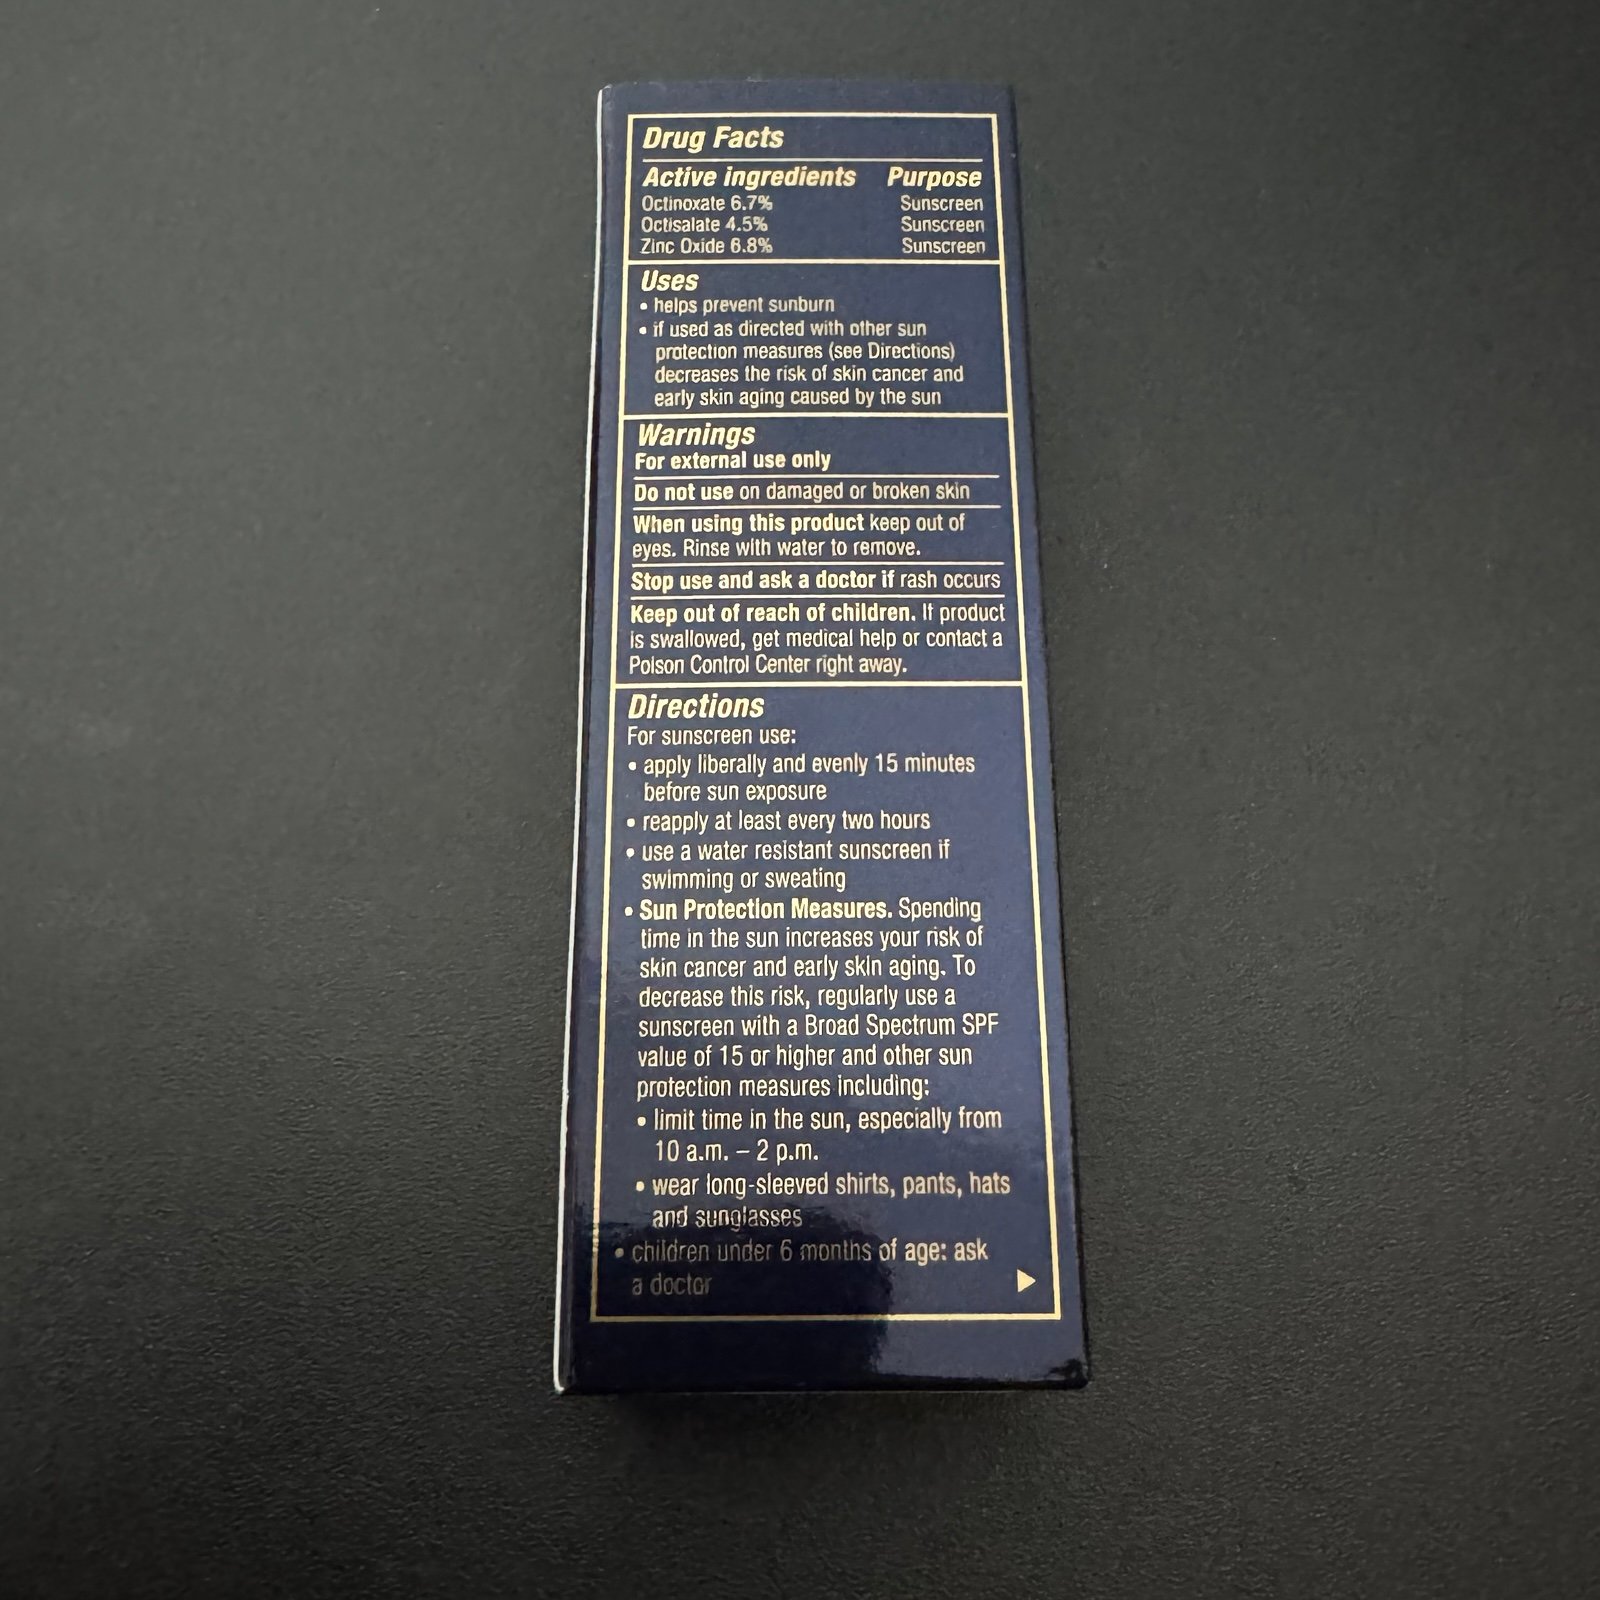 Drug Facts
Active ingredients Purpose
Octinoxate 6.7% Sunscreen
Octisalate 4.5% Sunscreen
Zinc Oxide 6.8% Sunscreen
Uses
• helps prevent sunburn
• if used as directed with other sun
protection measures (see Directions)
decreases the risk of skin cancer and
early skin aging caused by the sun
Warnings
For external use only
Do not use on damaged or broken skin
When using this product keep out of
eyes. Rinse with water to remove.
Stop use and ask a doctor if rash occurs
Keep out of reach of children. If product
is swallowed, get medical help or contact a
Poison Control Center right away.
Directions
For sunscreen use:
• apply liberally and evenly 15 minutes
before sun exposure
• reapply at least every two hours
• use a water resistant sunscreen if
swimming or sweating
• Sun Protection Measures. Spending
time in the sun increases your risk of
skin cancer and early skin aging. To
decrease this risk, regularly use a
sunscreen with a Broad Spectrum SPF
value of 15 or higher and other sun
protection measures including:
• limit time in the sun, especially from
10 a.m. – 2 p.m.
• wear long-sleeved shirts, pants, hats
and sunglasses
• children under 6 months of age: ask
a doctor